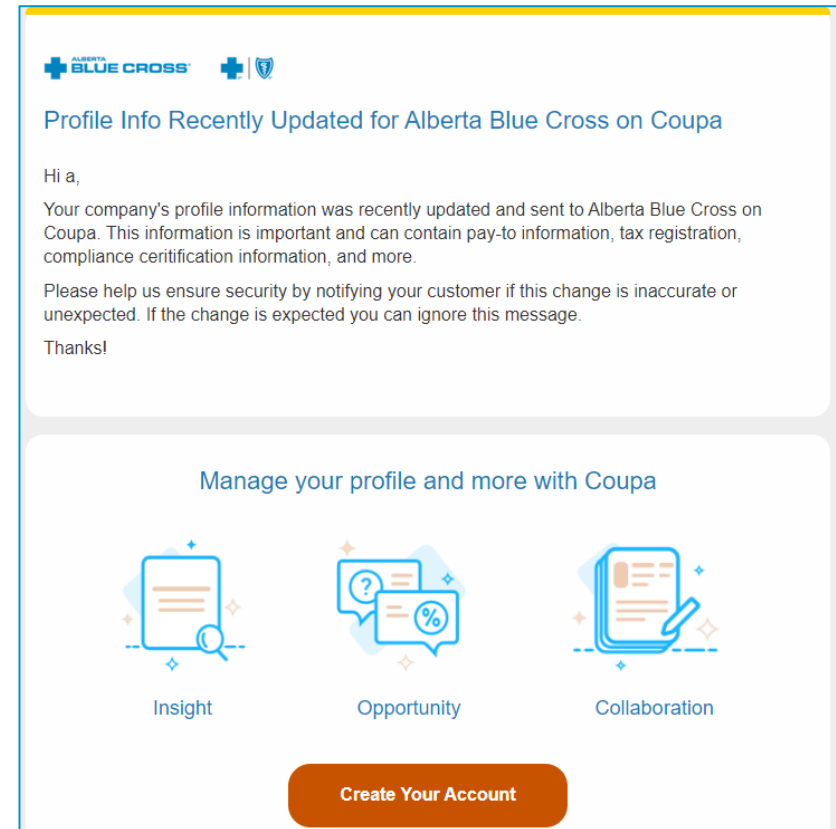 ALBERTA
BLUE CROSS®
Profile Info Recently Updated for Alberta Blue Cross on Coupa
Hi a,
Your company's profile information was recently updated and sent to Alberta Blue Cross on
Coupa. This information is important and can contain pay-to information, tax registration,
compliance ceritification information, and more.
Please help us ensure security by notifying your customer if this change is inaccurate or
unexpected. If the change is expected you can ignore this message.
Thanks!
Manage your profile and more with Coupa
?
%
Insight
Opportunity
Collaboration
Create Your Account